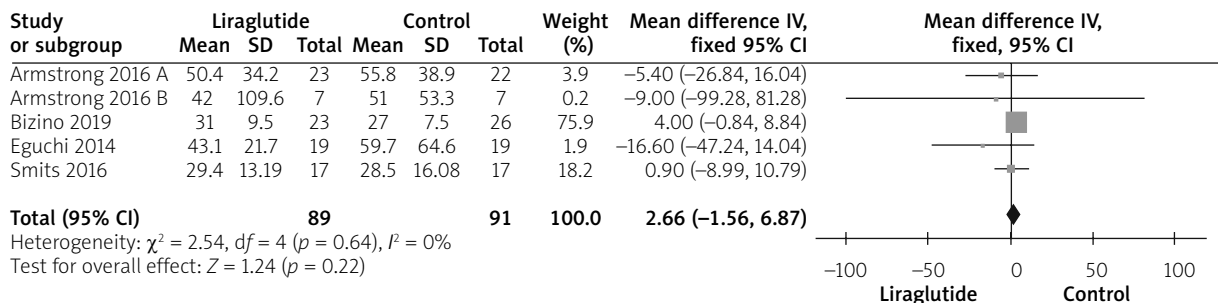 Study Liraglutide Control Weight Mean difference IV, Mean difference IV,
or subgroup Mean SD Total Mean SD Total (%) fixed 95% CI fixed, 95% CI
Armstrong 2016 A 50.4 34.2 23 55.8 38.9 22 3.9 −5.40 (−26.84, 16.04)
Armstrong 2016 B 42 109.6 7 51 53.3 7 0.2 −9.00 (−99.28, 81.28)
Bizino 2019 31 9.5 23 27 7.5 26 75.9 4.00 (−0.84, 8.84)
Eguchi 2014 43.1 21.7 19 59.7 64.6 19 1.9 −16.60 (−47.24, 14.04)
Smits 2016 29.4 13.19 17 28.5 16.08 17 18.2 0.90 (−8.99, 10.79)
Total (95% CI) 89 91 100.0 2.66 (−1.56, 6.87)
Heterogeneity: χ² = 2.54, df = 4 (p = 0.64), I² = 0%
Test for overall effect: Z = 1.24 (p = 0.22)
−100 −50 0 50 100
Liraglutide Control